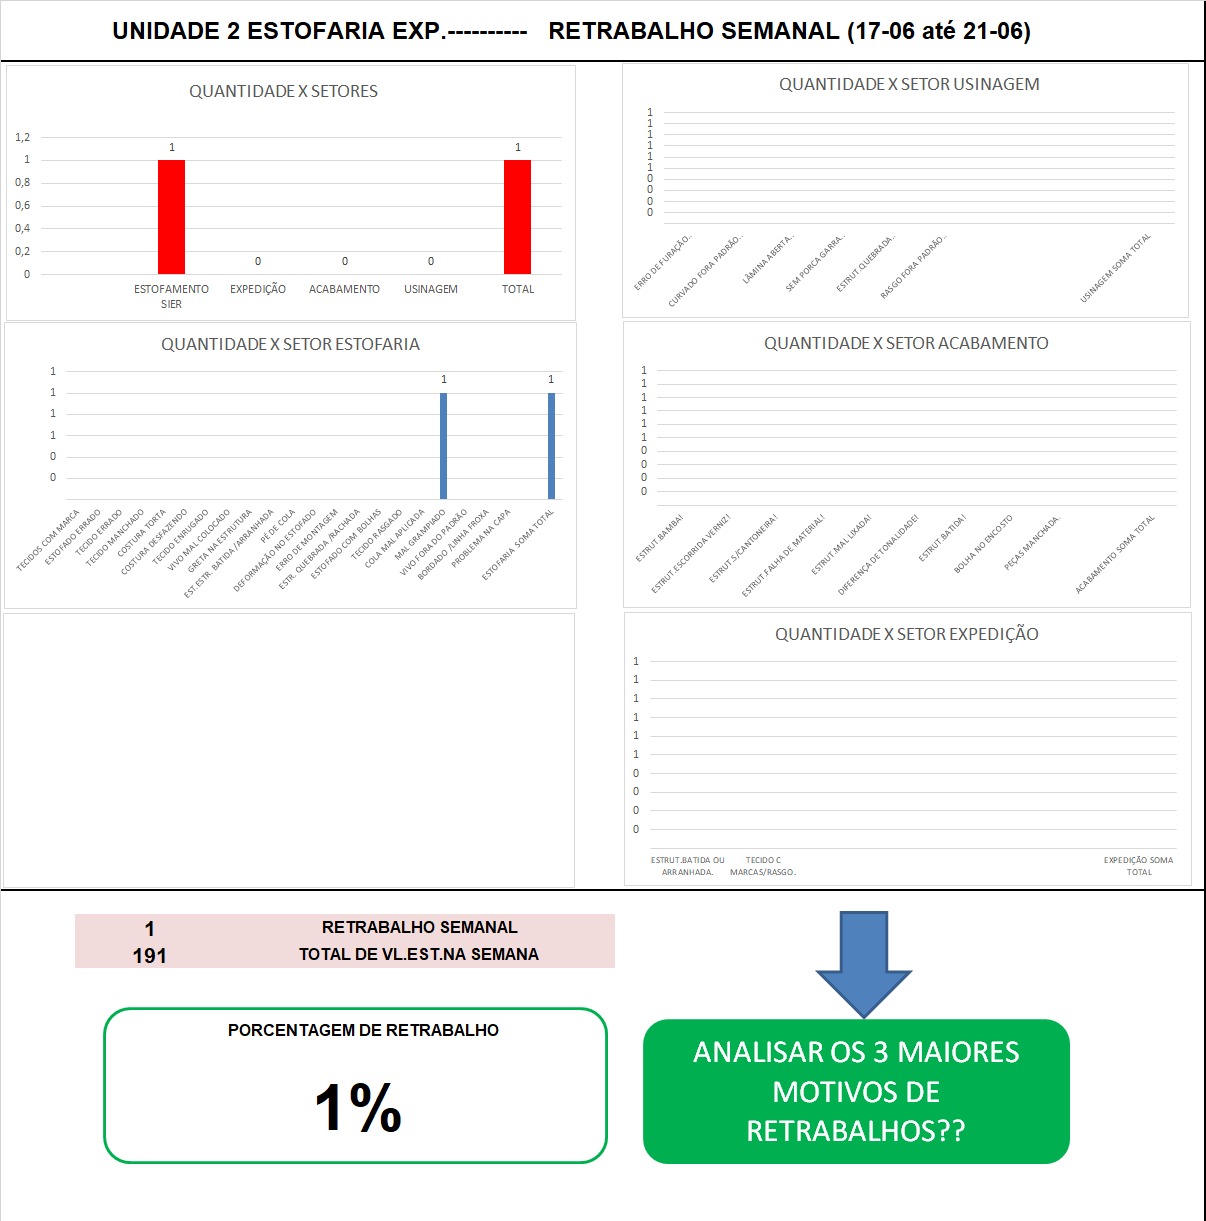 UNIDADE 2 ESTOFARIA EXP.---------- RETRABALHO SEMANAL (17-06 até 21-06)
QUANTIDADE X SETORES
1,2
1
0,8
0,6
0,4
0,2
0
1
0
0
0
1
ESTOFAMENTO
SIER
EXPEDIÇÃO
ACABAMENTO
USINAGEM
TOTAL
QUANTIDADE X SETOR USINAGEM
1
1
1
1
1
1
0
0
0
0
ERRO DE FURAÇÃO..
CURVADO FORA PADRÃO..
LÂMINA ABERTA..
SEM PORCA GARRA..
ESTRUT.QUEBRADA..
RASGO FORA PADRÃO..
USINAGEM SOMA TOTAL
QUANTIDADE X SETOR ESTOFARIA
1
1
1
1
0
0
1
1
TECIDOS COM MARCA
ESTOFADO ERRADO
TECIDO ERRADO
TECIDO MANCHADO
COSTURA TORTA
COSTURA DESFAZENDO
TECIDO ENRUGADO
VIVO MAL COLOCADO
GRETA NA ESTRUTURA
EST.ESTR. BATIDA /ARRANHADA
PÉ DE COLA
DEFORMAÇÃO NO ESTOFADO
ERRO DE MONTAGEM
ESTR. QUEBRADA /RACHADA
ESTOFADO COM BOLHAS
TECIDO RASGADO
COLA MAL APLICADA
MAL GRAMPIADO
VIVO FORA DO PADRÃO
BORDADO /LINHA FROXA
PROBLEMA NA CAPA
ESTOFARIA SOMA TOTAL
QUANTIDADE X SETOR ACABAMENTO
1
1
1
1
1
1
0
0
0
0
ESTRUT.BAMBA!
ESTRUT.ESCORRIDA VERNIZ!
ESTRUT.S/CANTONEIRA!
ESTRUT.FALHA DE MATERIAL!
ESTRUT.MAL LIXADA!
DIFERENÇA DE TONALIDADE!
ESTRUT.BATIDA!
BOLHA NO ENCOSTO
PEÇAS MANCHADA.
ACABAMENTO SOMA TOTAL
QUANTIDADE X SETOR EXPEDIÇÃO
1
1
1
1
1
1
0
0
0
0
ESTRUT.BATIDA OU
ARRANHADA.
TECIDO C
MARCAS/RASGO.
EXPEDIÇÃO SOMA
TOTAL
1 RETRABALHO SEMANAL
191 TOTAL DE VL.EST.NA SEMANA
PORCENTAGEM DE RETRABALHO
1%
ANALISAR OS 3 MAIORES
MOTIVOS DE
RETRABALHOS??